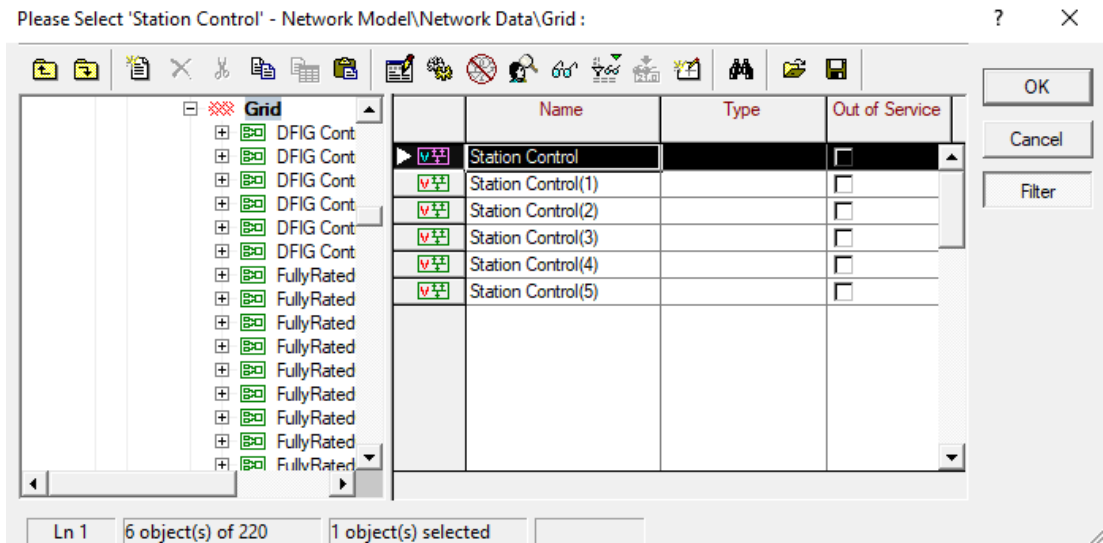 Please Select 'Station Control' - Network Model\Network Data\Grid :
?
OK
Cancel
Filter
Grid
DFIG Cont
DFIG Cont
DFIG Cont
DFIG Cont
DFIG Cont
DFIG Cont
FullyRated
FullyRated
FullyRated
FullyRated
FullyRated
FullyRated
FullyRated
FullyRated
FullyRated
Name Type Out of Service
Station Control
Station Control(1)
Station Control(2)
Station Control(3)
Station Control(4)
Station Control(5)
Ln 1 6 object(s) of 220 1 object(s) selected